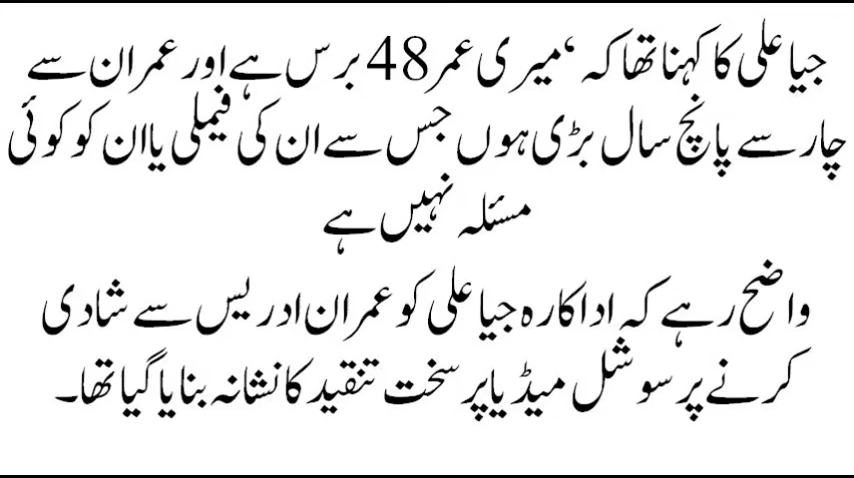 جیا علی کا کہنا تھا کہ ‘میری عمر 48 برس ہے اور عمران سے
چار سے پانچ سال بڑی ہوں جس سے ان کی فیملی یا ان کو کوئی
مسئلہ نہیں ہے
واضح رہے کہ اداکارہ جیا علی کو عمران ادریس سے شادی
کرنے پر سوشل میڈیا پر سخت تنقید کا نشانہ بنایا گیا تھا۔